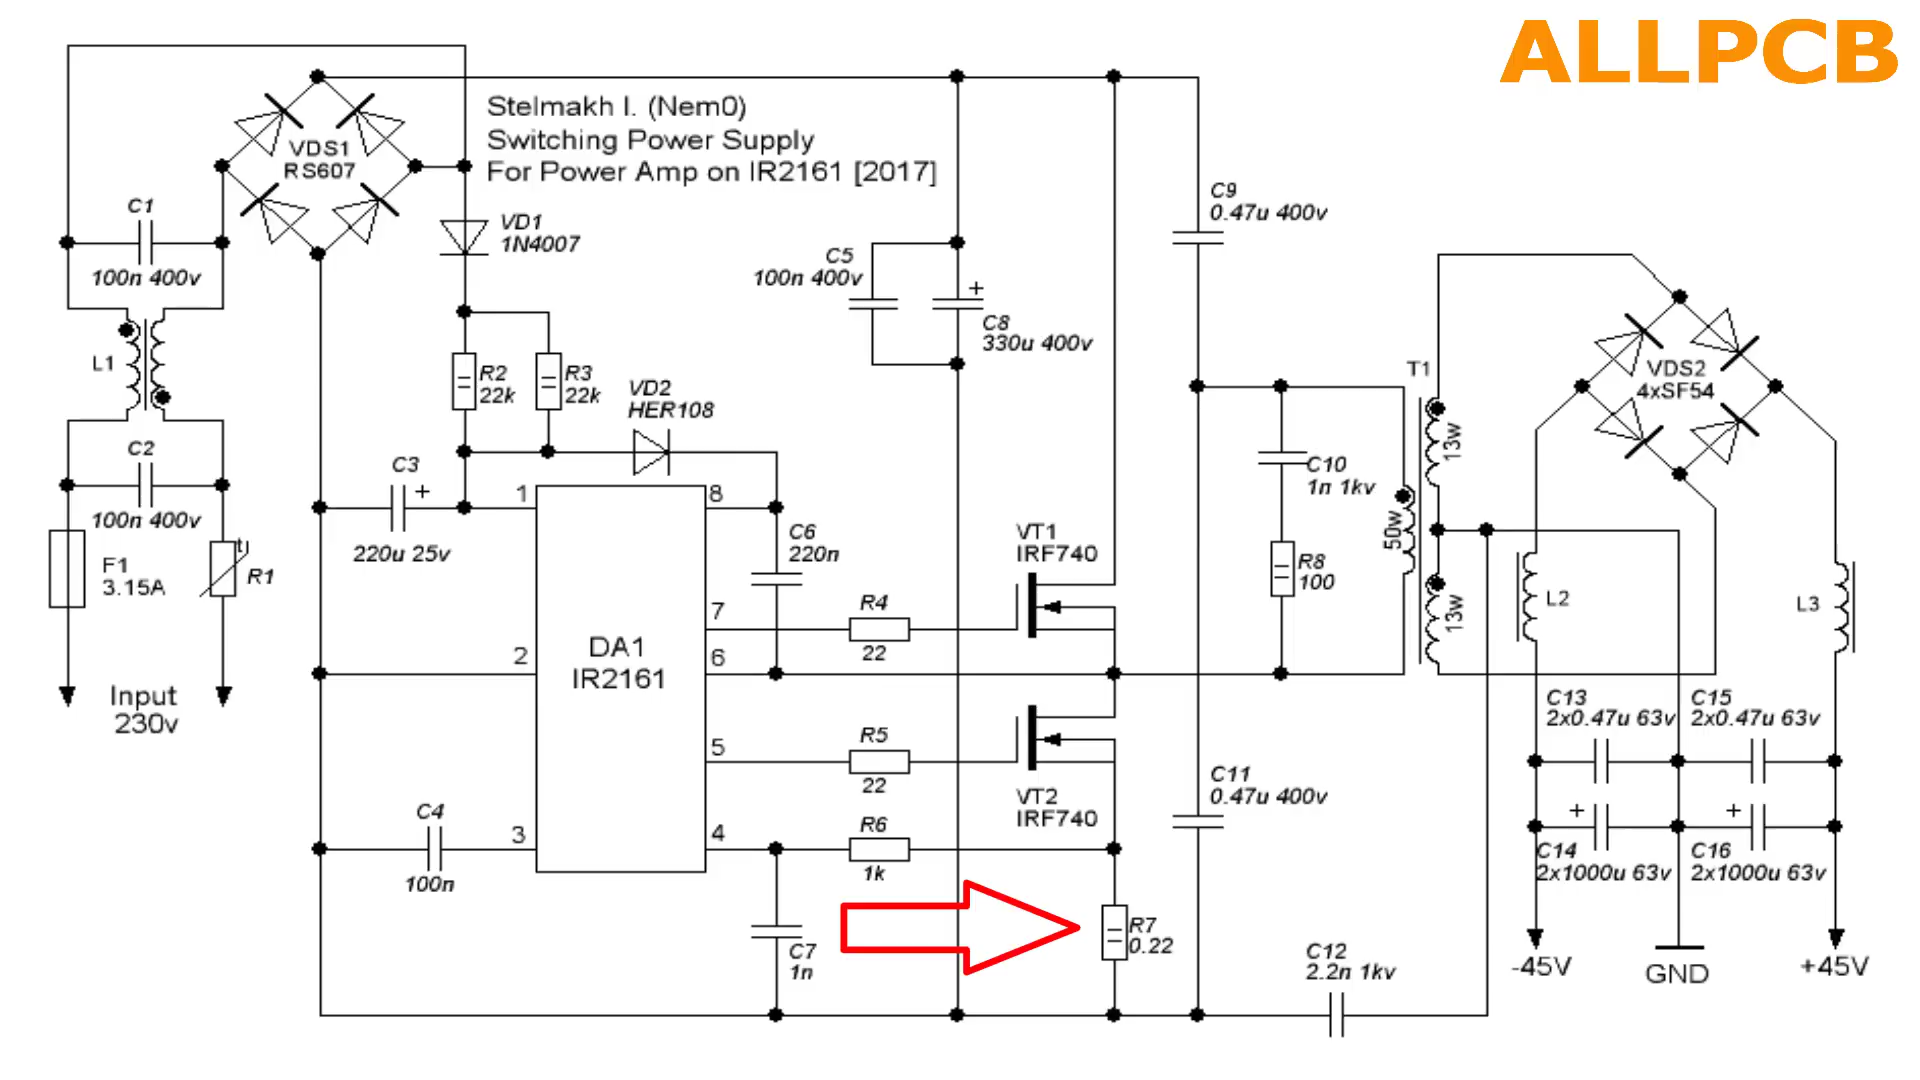 ALLPCB
Stelmakh I. (Nem0)
Switching Power Supply
For Power Amp on IR2161 [2017]
VDS1
RS607
C1
100n 400v
L1
C2
100n 400v
F1
3.15A
t
R1
Input
230v
VD1
1N4007
R2
22k
R3
22k
VD2
HER108
C3
+
220u 25v
C4
100n
1
2
3
DA1
IR2161
8
7
6
5
4
C5
100n 400v
+
C8
330u 400v
C6
220n
R4
22
R5
22
R6
1k
C7
1n
VT1
IRF740
VT2
IRF740
R7
0.22
C9
0.47u 400v
C10
1n 1kv
R8
100
C11
0.47u 400v
C12
2.2n 1kv
T1
50w
13w
13w
VDS2
4xSF54
L2
L3
C13
2x0.47u 63v
C15
2x0.47u 63v
+
C14
2x1000u 63v
+
C16
2x1000u 63v
-45V
GND
+45V